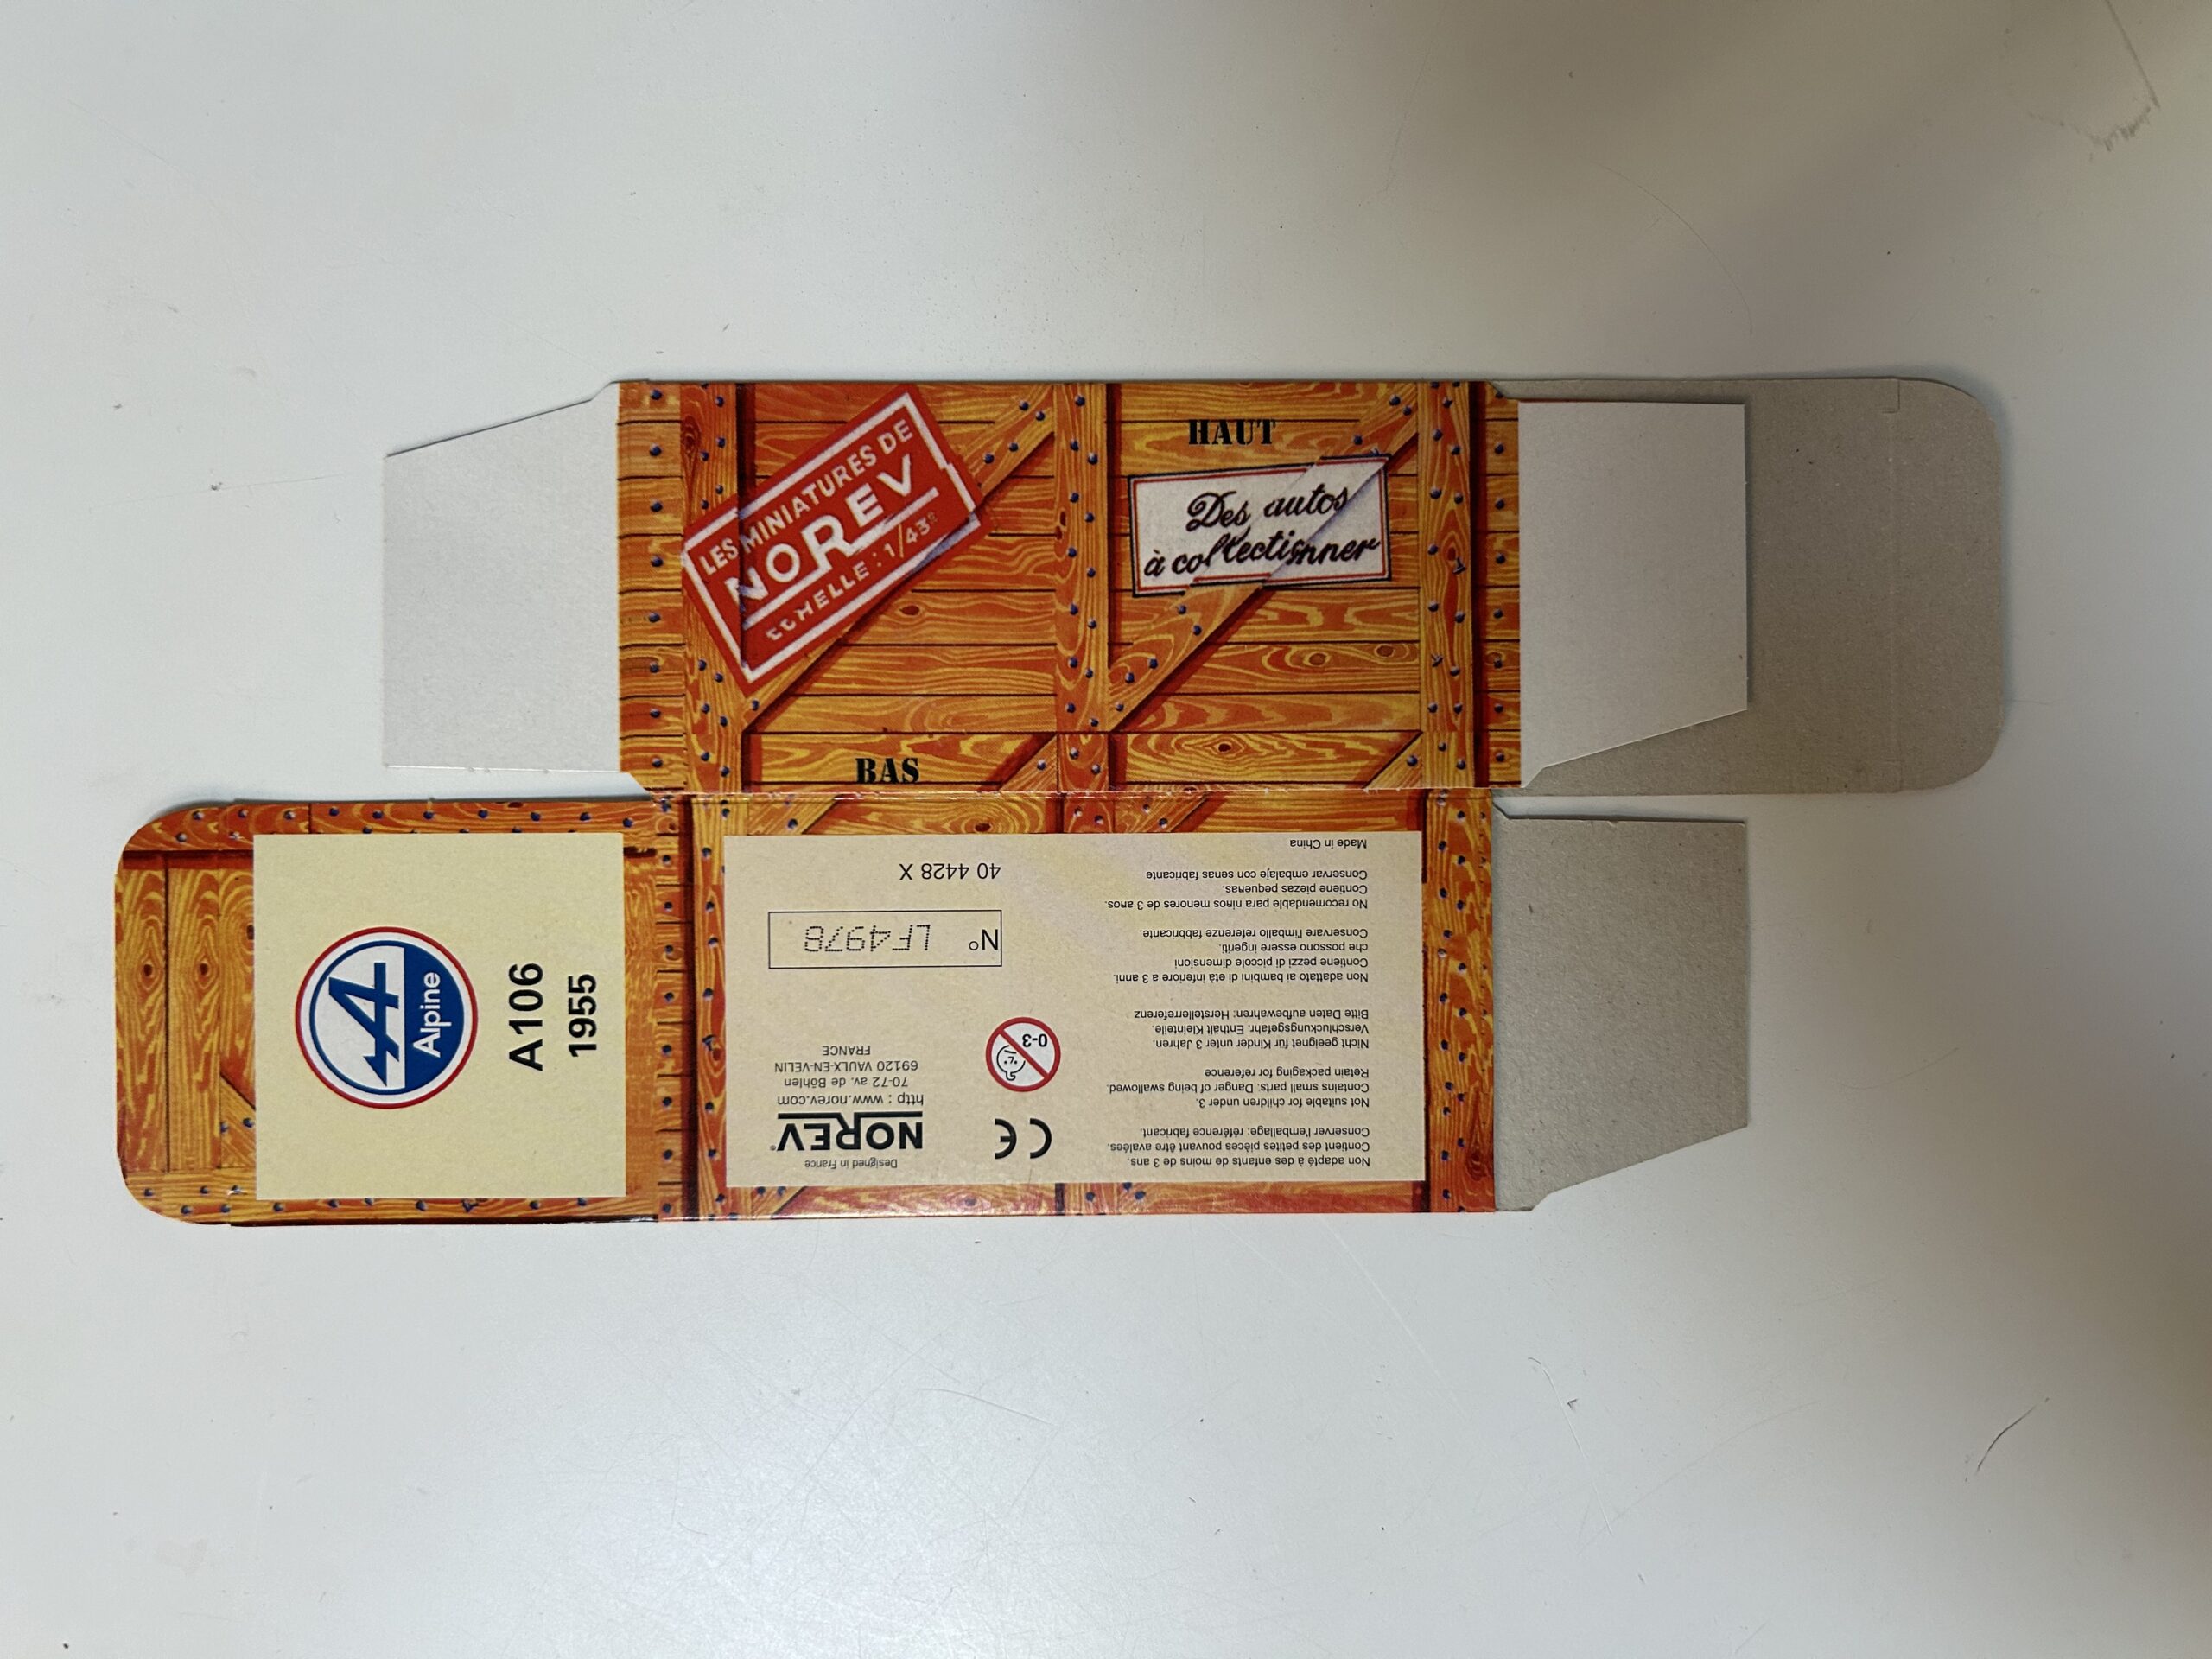 LES MINIATURES DE
NOREV
ECHELLE : 1/43e
HAUT
Des autos
à collectionner
BAS
Alpine
A106
1955
Designed in France
NOREV®
http : www.norev.com
70-72 av. de Böhlen
69120 VAULX-EN-VELIN
FRANCE
N° LF4978
40 4428 X
CE
0-3
Non adapté à des enfants de moins de 3 ans.
Contient des petites pièces pouvant être avalées.
Conserver l'emballage: référence fabricant.
Not suitable for children under 3.
Contains small parts. Danger of being swallowed.
Retain packaging for reference
Nicht geeignet für Kinder unter 3 Jahren.
Verschluckungsgefahr. Enthält Kleinteile.
Bitte Daten aufbewahren: Herstellerreferenz
Non adattato ai bambini di età inferiore a 3 anni.
Contiene pezzi di piccole dimensioni
che possono essere ingeriti.
Conservare l'imballo referenze fabbricante.
No recomendable para ninos menores de 3 anos.
Contiene piezas pequenas.
Conservar embalaje con senas fabricante
Made in China